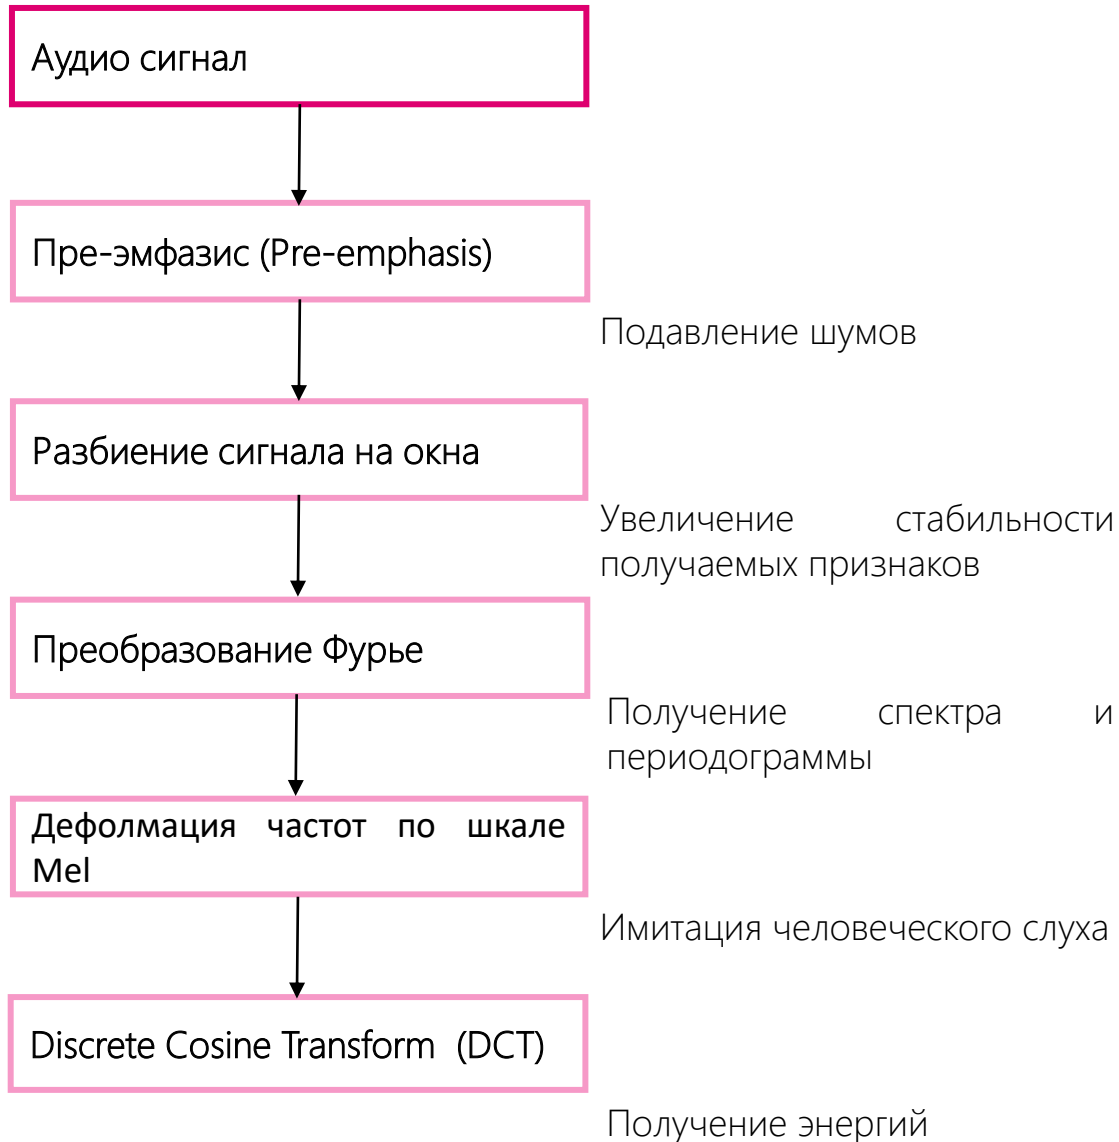 Аудио сигнал
Пре-эмфазис (Pre-emphasis)
Подавление шумов
Разбиение сигнала на окна
Увеличение стабильности
получаемых признаков
Преобразование Фурье
Получение спектра и
периодограммы
Дефолмация частот по шкале
Mel
Имитация человеческого слуха
Discrete Cosine Transform (DCT)
Получение энергий